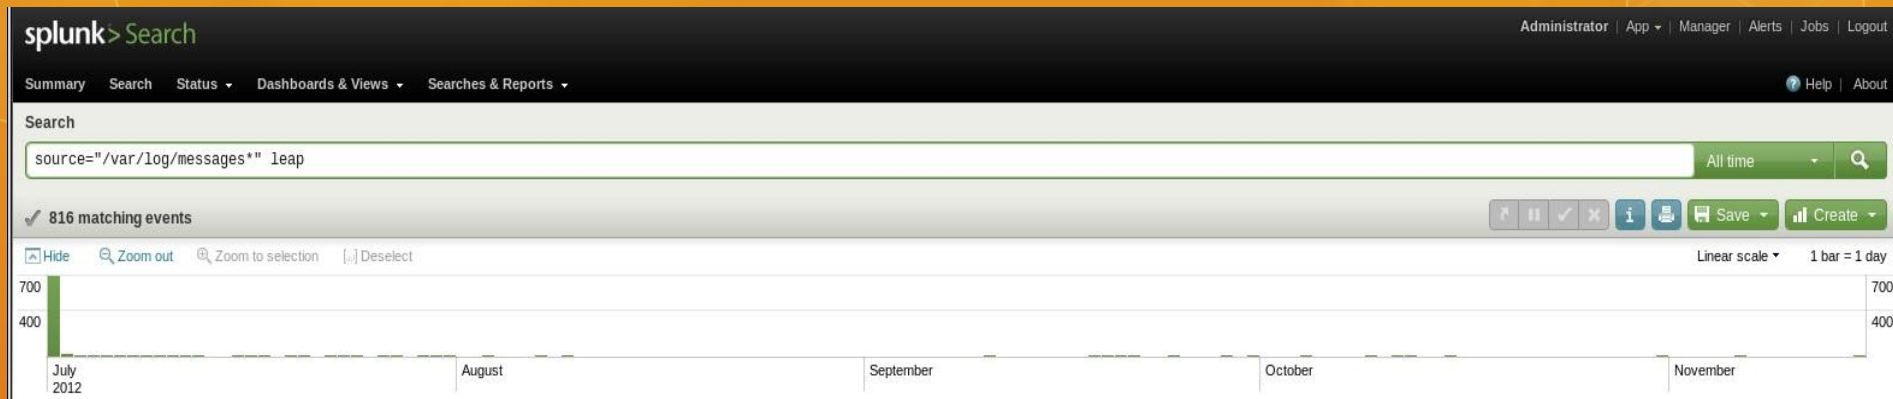 splunk> Search
Administrator | App | Manager | Alerts | Jobs | Logout
Summary Search Status Dashboards & Views Searches & Reports
Help | About
Search
source="/var/log/messages*" leap
All time
816 matching events
i Save Create
Hide Zoom out Zoom to selection [..] Deselect
Linear scale 1 bar = 1 day
700 700
400 400
July August September October November
2012